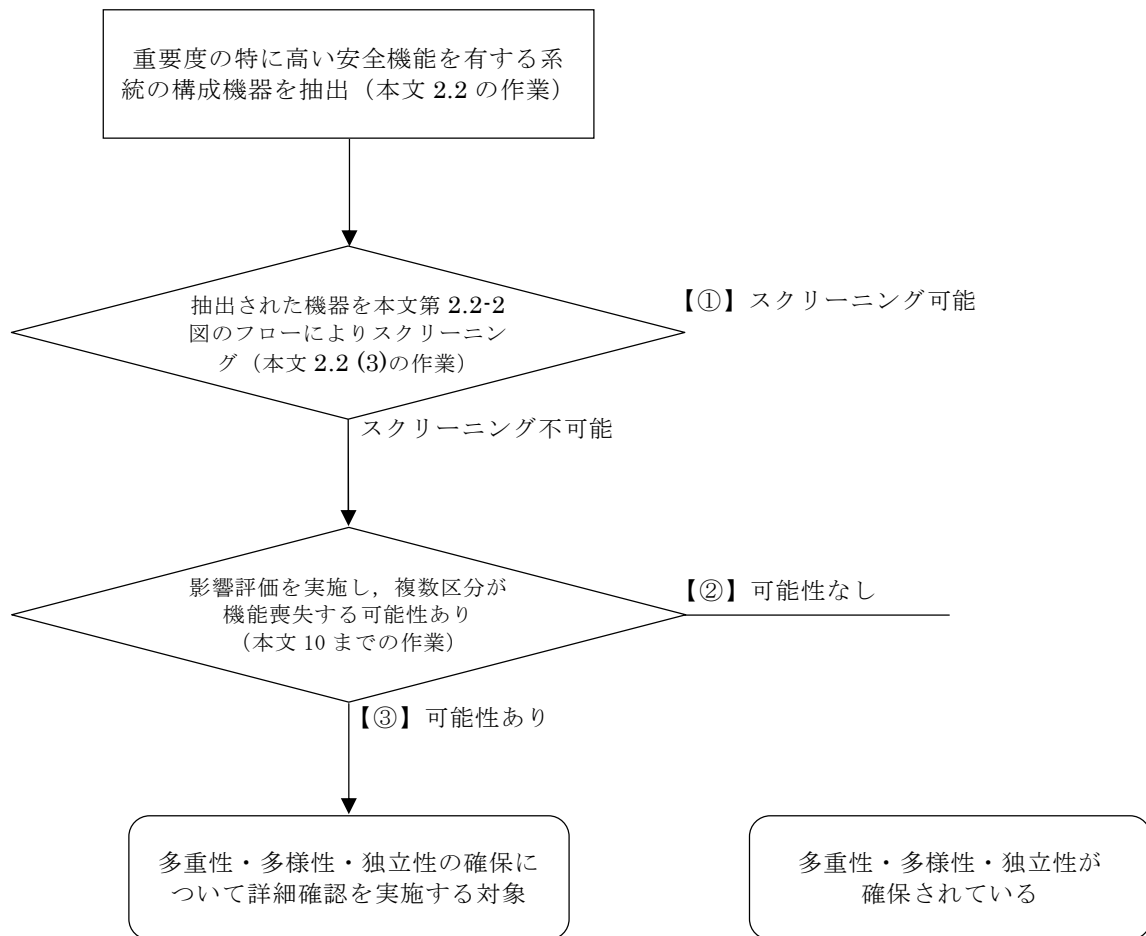 重要度の特に高い安全機能を有する系
統の構成機器を抽出（本文 2.2 の作業）
抽出された機器を本文第 2.2-2
図のフローによりスクリーニン
グ（本文 2.2 (3)の作業）
【①】スクリーニング可能
スクリーニング不可能
影響評価を実施し，複数区分が
機能喪失する可能性あり
（本文 10 までの作業）
【②】可能性なし
【③】可能性あり
多重性・多様性・独立性の確保に
ついて詳細確認を実施する対象
多重性・多様性・独立性が
確保されている